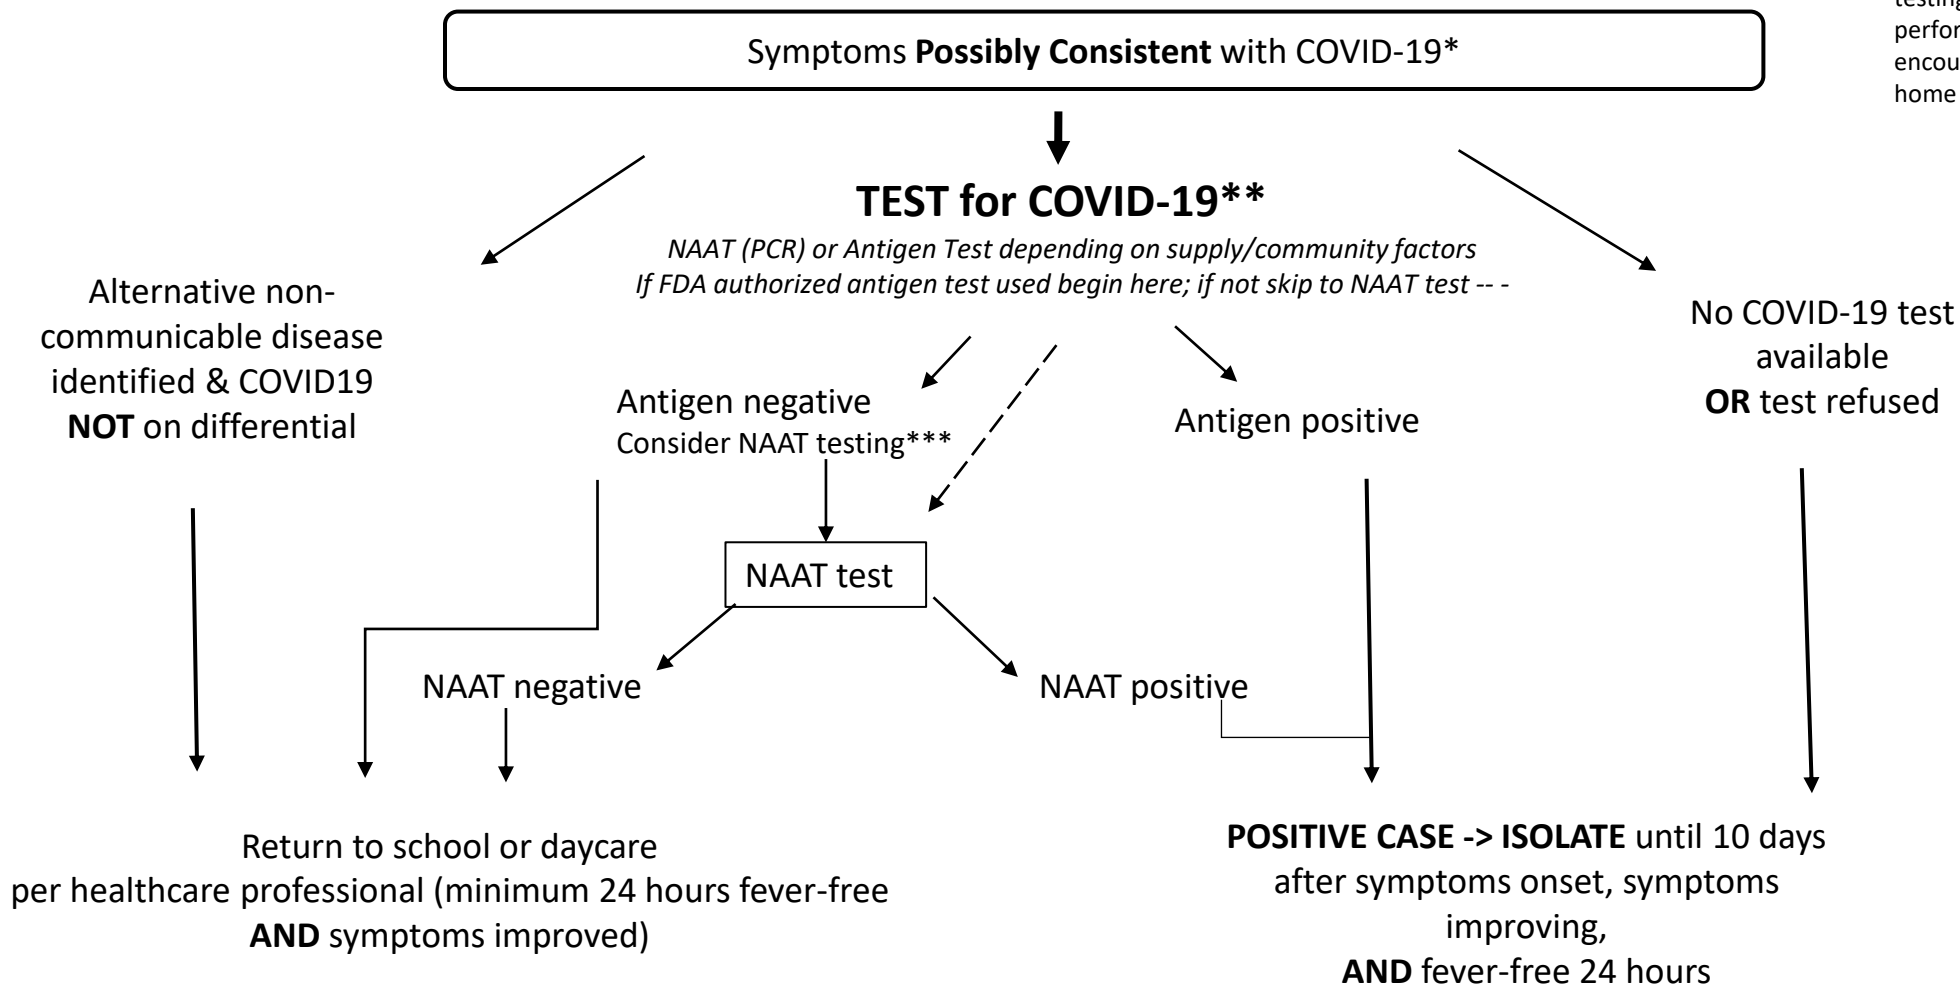 testing
perfor
encou
home
Symptoms Possibly Consistent with COVID-19*
TEST for COVID-19**
NAAT (PCR) or Antigen Test depending on supply/community factors
If FDA authorized antigen test used begin here; if not skip to NAAT test -- -
Alternative non-
communicable disease
identified & COVID19
NOT on differential
No COVID-19 test
available
OR test refused
Antigen negative
Consider NAAT testing***
Antigen positive
NAAT test
NAAT negative
NAAT positive
Return to school or daycare
per healthcare professional (minimum 24 hours fever-free
AND symptoms improved)
POSITIVE CASE -> ISOLATE until 10 days
after symptoms onset, symptoms
improving,
AND fever-free 24 hours